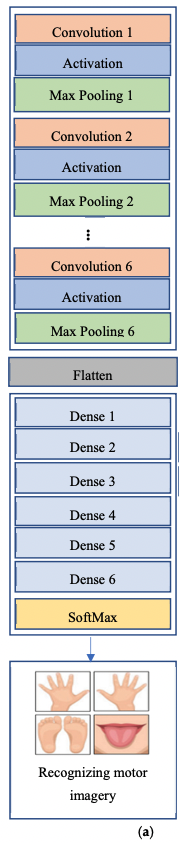 Convolution 1
Activation
Max Pooling 1
Convolution 2
Activation
Max Pooling 2
...
Convolution 6
Activation
Max Pooling 6
Flatten
Dense 1
Dense 2
Dense 3
Dense 4
Dense 5
Dense 6
SoftMax
Recognizing motor
imagery
(a)